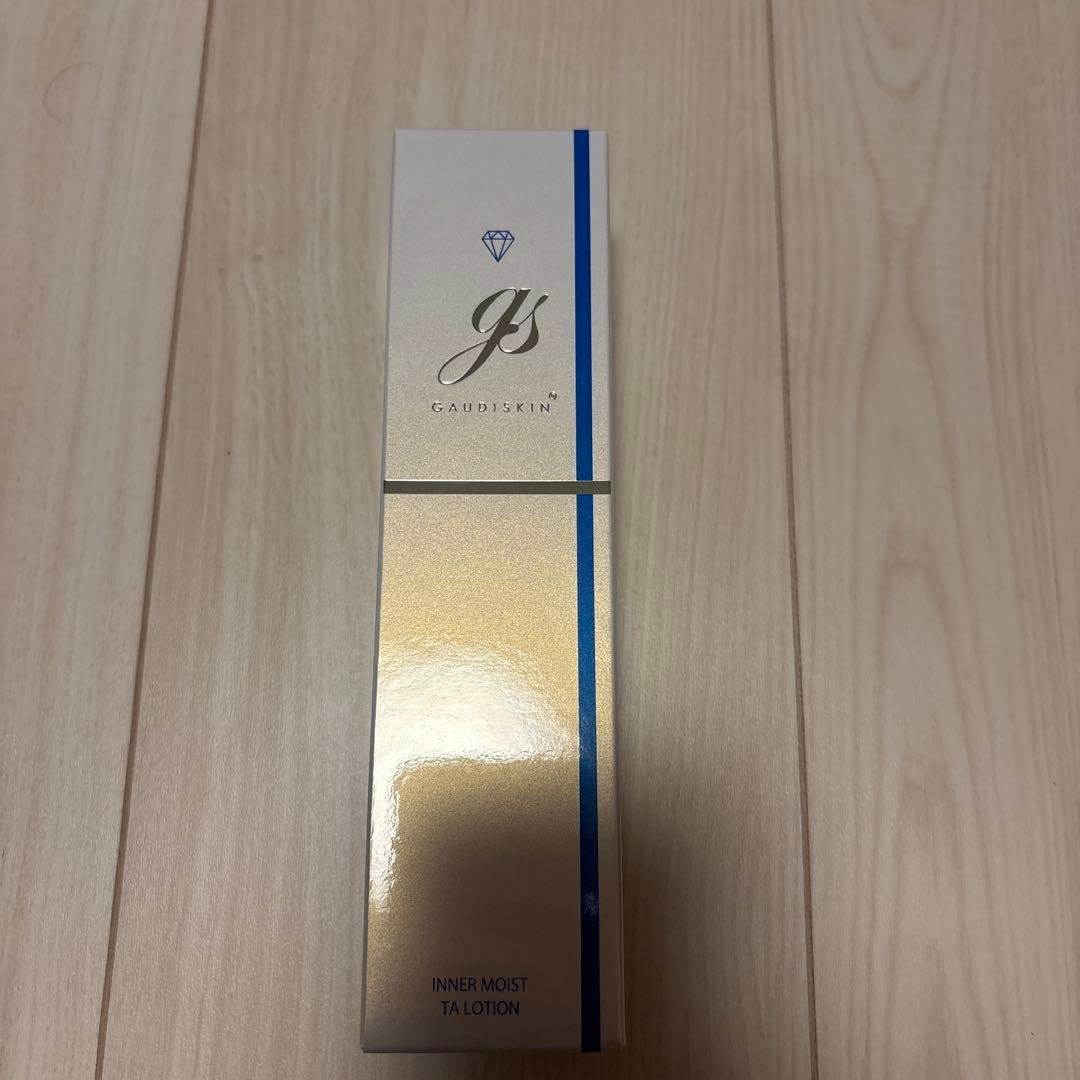 gs
GAUDISKIN
INNER MOIST
TA LOTION